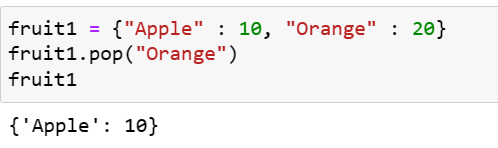 fruit1 = {"Apple" : 10, "Orange" : 20}
fruit1.pop("Orange")
fruit1
{'Apple': 10}